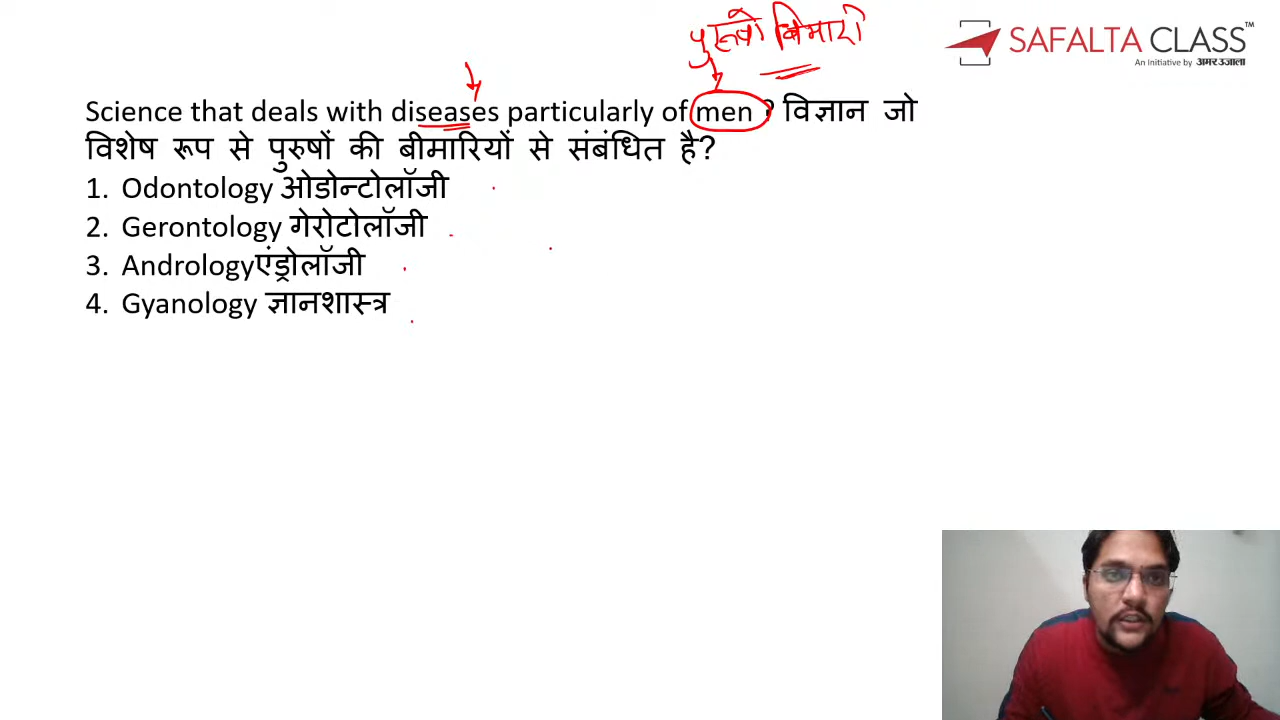 पुरूषो बिमारी
SAFALTA CLASS™
An Initiative by अमर उजाला
Science that deals with diseases particularly of men ? विज्ञान जो
विशेष रूप से पुरुषों की बीमारियों से संबंधित है?
1. Odontology ओडोन्टोलॉजी
2. Gerontology गेरोटोलॉजी
3. Andrologyएंड्रोलॉजी
4. Gyanology ज्ञानशास्त्र